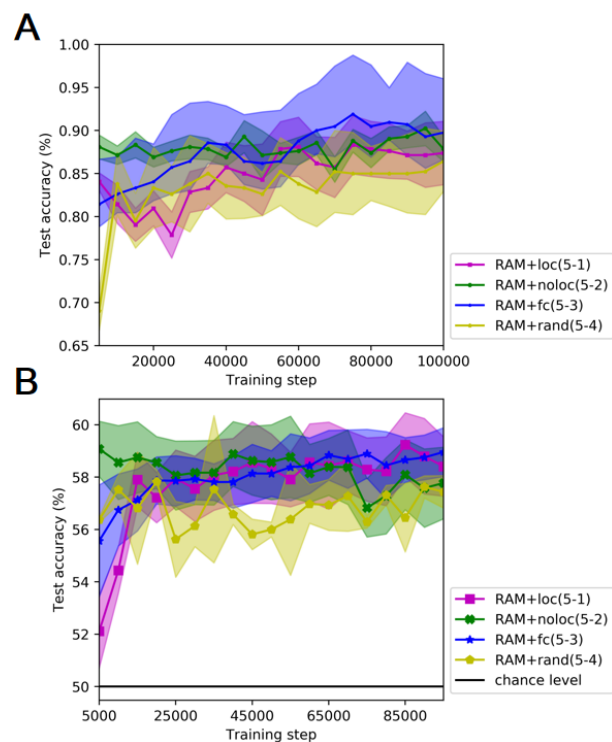 A
1.00
0.95
0.90
0.85
0.80
0.75
0.70
0.65
Test accuracy (%)
20000 40000 60000 80000 100000
Training step
RAM+loc(5-1)
RAM+noloc(5-2)
RAM+fc(5-3)
RAM+rand(5-4)
B
60
58
56
54
52
50
Test accuracy (%)
5000 25000 45000 65000 85000
Training step
RAM+loc(5-1)
RAM+noloc(5-2)
RAM+fc(5-3)
RAM+rand(5-4)
chance level